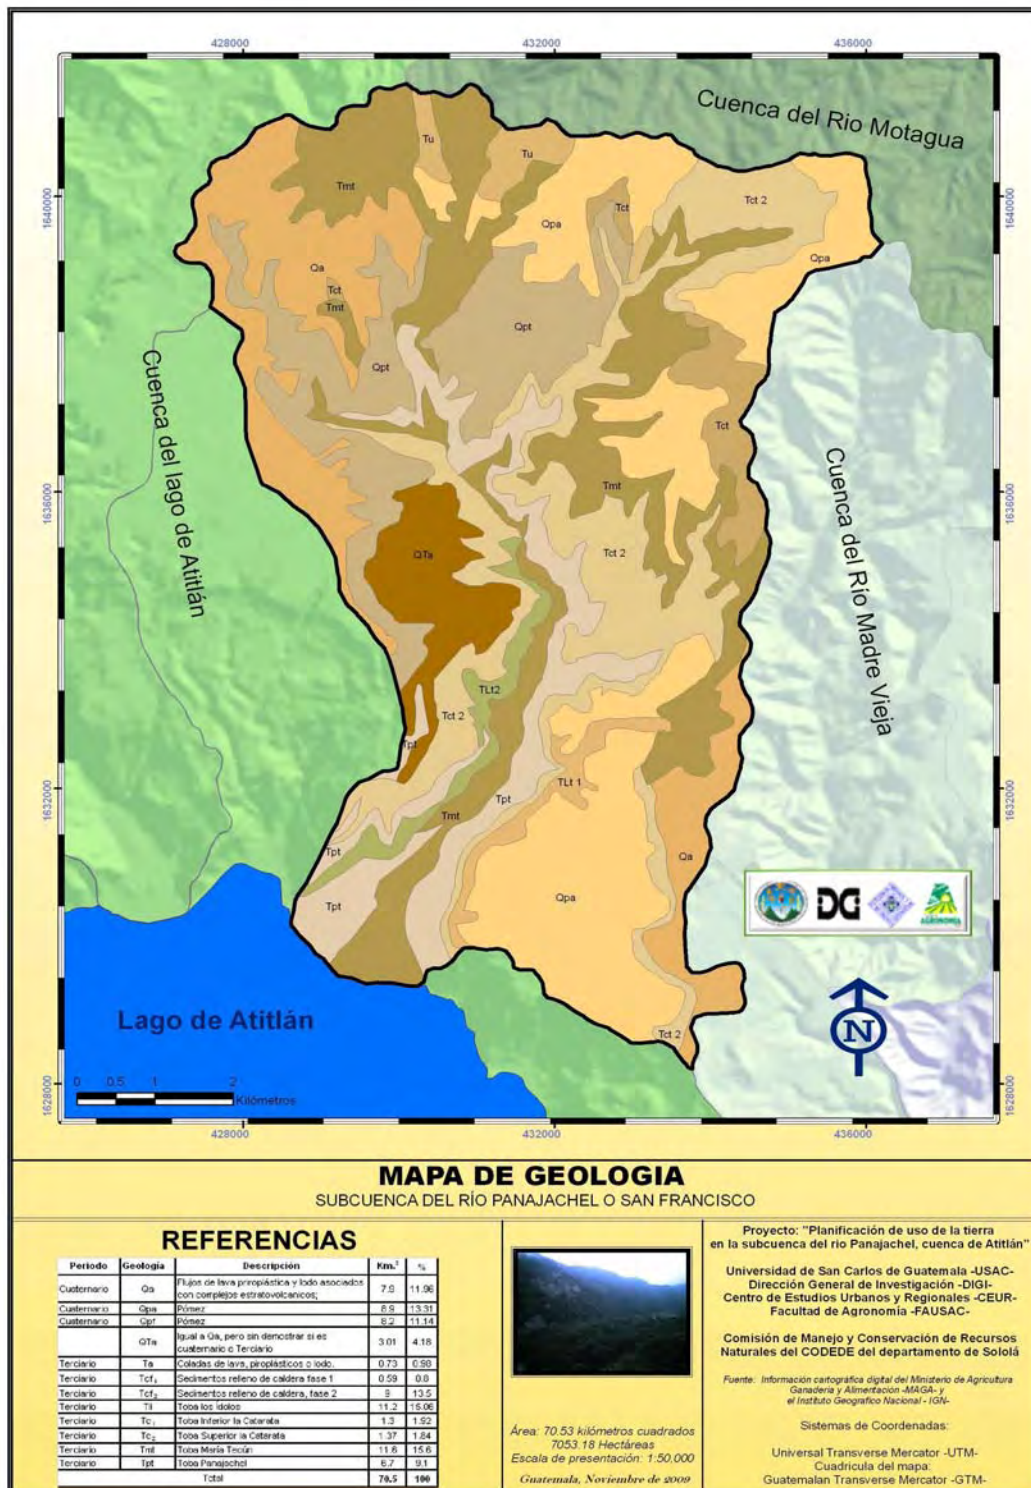 428000
432000
436000
Cuenca del Rio Motagua
Tu
Tu
Tmt
1640000
1640000
Tct
Tct 2
Qpa
Qa
Qpa
Tct
Tmt
Qpt
Qpt
Cuenca del lago de Atitlán
Tct
Cuenca del Río Madre Vieja
Tmt
1636000
1636000
QTa
Tct 2
TLt2
Tct 2
Tpt
TLt 1
1632000
1632000
Tpt
Tmt
Tpt
Qa
Qpa
Tpt
DG
AGRONOMIA
Lago de Atitlán
N
Tct 2
0 0.5 1 2
Kilómetros
1628000
1628000
428000
432000
436000
MAPA DE GEOLOGIA
SUBCUENCA DEL RÍO PANAJACHEL O SAN FRANCISCO
REFERENCIAS
Periodo Geología Descripción Km.² %
Cuaternario Qa Flujos de lava piroplástica y lodo asociados con complejos estratovolcanicos; 7.9 11.96
Cuaternario Qpa Pómez 8.9 13.31
Cuaternario Qpf Pómez 8.2 11.14
QTa Igual a Qa, pero sin demostrar si es cuaternario o Terciario 3.01 4.18
Terciario Ta Coladas de lava, piroplásticos o lodo. 0.73 0.98
Terciario Tcf₁ Secimentos relleno de caldera fase 1 0.59 0.8
Terciario Tcf₂ Secimentos relleno de caldera, fase 2 9 13.5
Terciario Til Toba los ídolos 11.2 15.06
Terciario Tc₁ Toba Inferior la Catarata 1.3 1.92
Terciario Tc₂ Toba Superior la Catarata 1.37 1.84
Terciario Tmt Toba María Tecún 11.6 15.6
Terciario Tpt Toba Panajachel 6.7 9.1
Total 70.5 100
Área: 70.53 kilómetros cuadrados
7053.18 Hectáreas
Escala de presentación: 1:50,000
Guatemala, Noviembre de 2009
Proyecto: "Planificación de uso de la tierra
en la subcuenca del rio Panajachel, cuenca de Atitlán"
Universidad de San Carlos de Guatemala -USAC-
Dirección General de Investigación -DIGI-
Centro de Estudios Urbanos y Regionales -CEUR-
Facultad de Agronomía -FAUSAC-
Comisión de Manejo y Conservación de Recursos
Naturales del CODEDE del departamento de Sololá
Fuente: Información cartográfica digital del Ministerio de Agricultura
Ganadería y Alimentación -MAGA- y
el Instituto Geografico Nacional - IGN-
Sistemas de Coordenadas:
Universal Transverse Mercator -UTM-
Cuadricula del mapa:
Guatemalan Transverse Mercator -GTM-